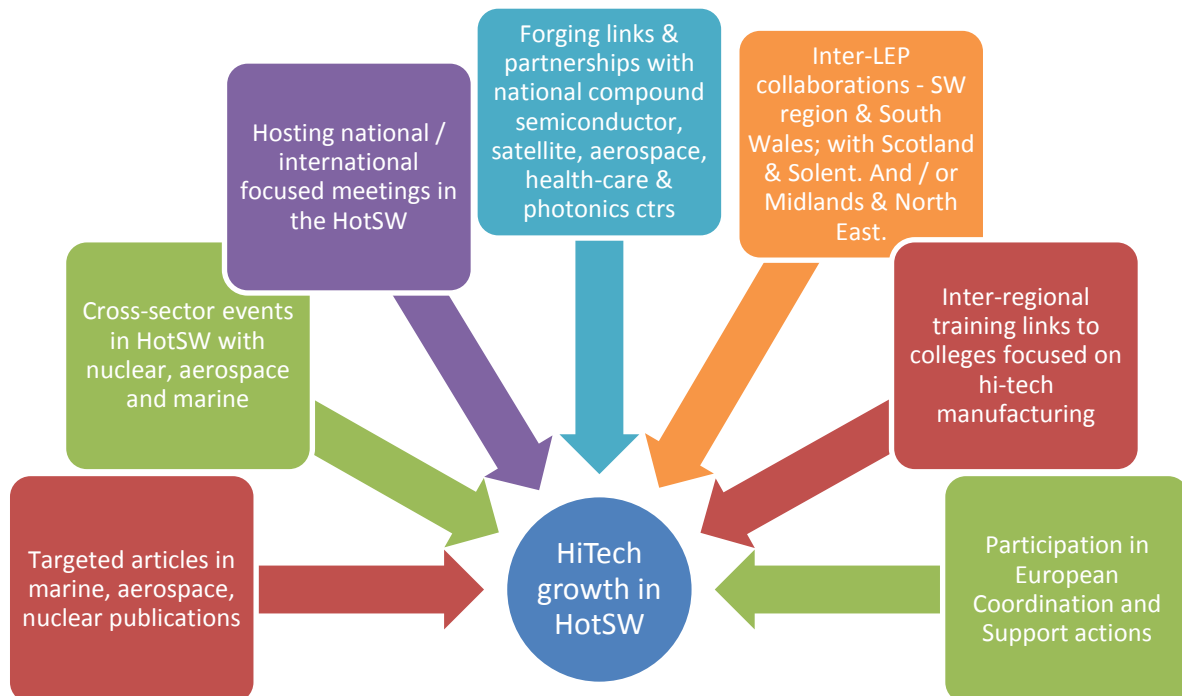 Targeted articles in
marine, aerospace,
nuclear publications
Cross-sector events
in HotSW with
nuclear, aerospace
and marine
Hosting national /
international
focused meetings in
the HotSW
Forging links &
partnerships with
national compound
semiconductor,
satellite, aerospace,
health-care &
photonics ctrs
Inter-LEP
collaborations - SW
region & South
Wales; with Scotland
& Solent. And / or
Midlands & North
East.
Inter-regional
training links to
colleges focused on
hi-tech
manufacturing
Participation in
European
Coordination and
Support actions
HiTech
growth in
HotSW